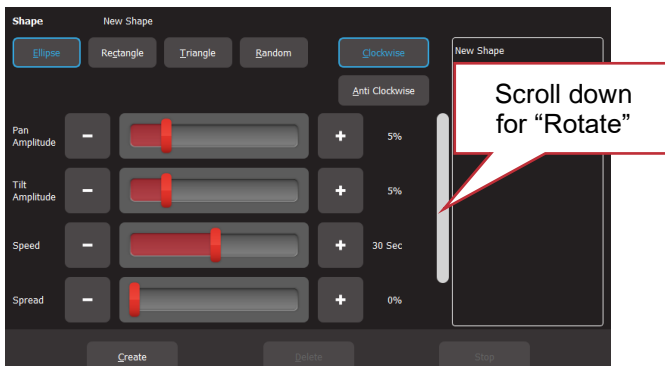 Shape New Shape
Ellipse Rectangle Triangle Random Clockwise New Shape
Anti Clockwise
Scroll down
for “Rotate”
Pan
Amplitude
− + 5%
Tilt
Amplitude
− + 5%
Speed − + 30 Sec
Spread − + 0%
Create Delete Stop